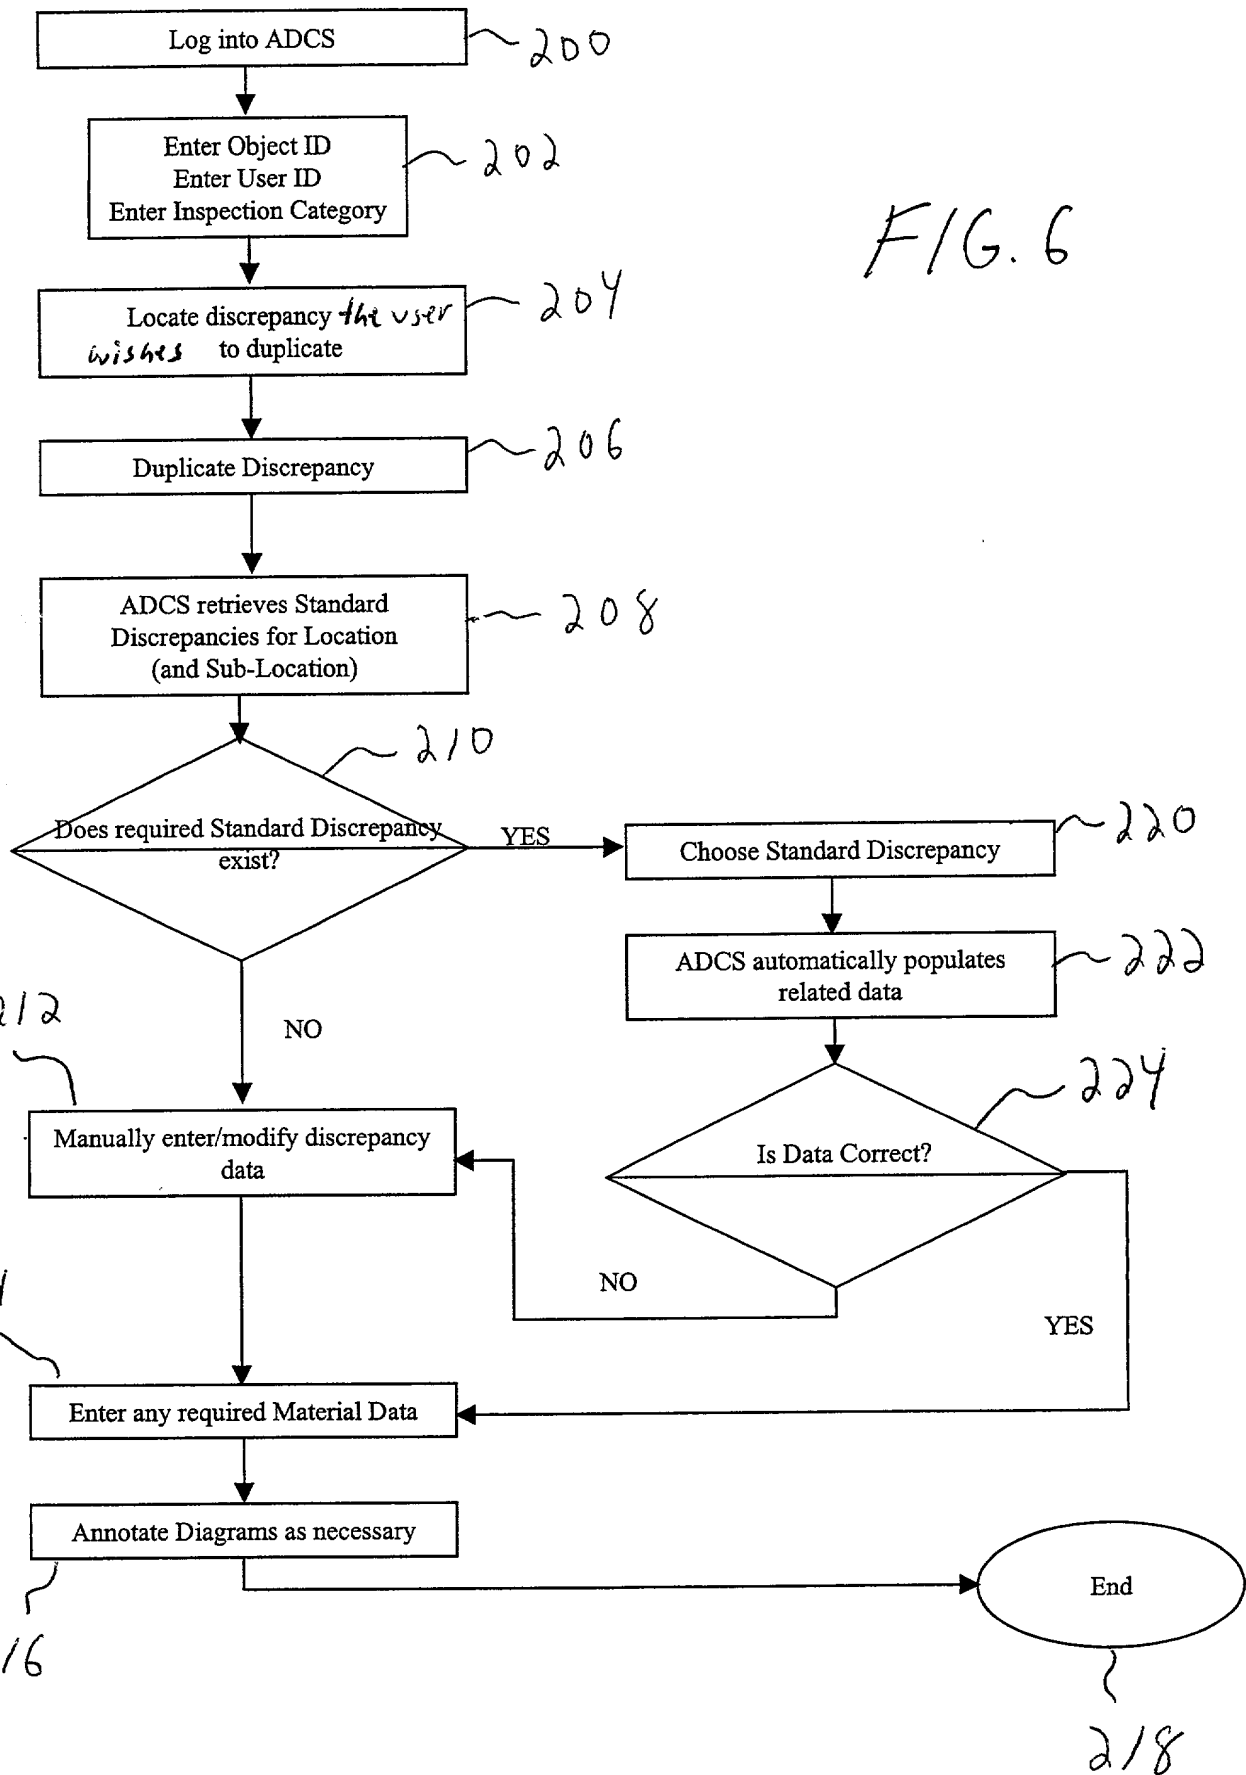 Log into ADCS
200
Enter Object ID
Enter User ID
Enter Inspection Category
202
FIG. 6
Locate discrepancy the user
wishes to duplicate
204
Duplicate Discrepancy
206
ADCS retrieves Standard
Discrepancies for Location
(and Sub-Location)
208
210
Does required Standard Discrepancy
exist?
YES
Choose Standard Discrepancy
220
ADCS automatically populates
related data
222
NO
212
Manually enter/modify discrepancy
data
224
Is Data Correct?
NO
YES
Enter any required Material Data
Annotate Diagrams as necessary
16
End
218